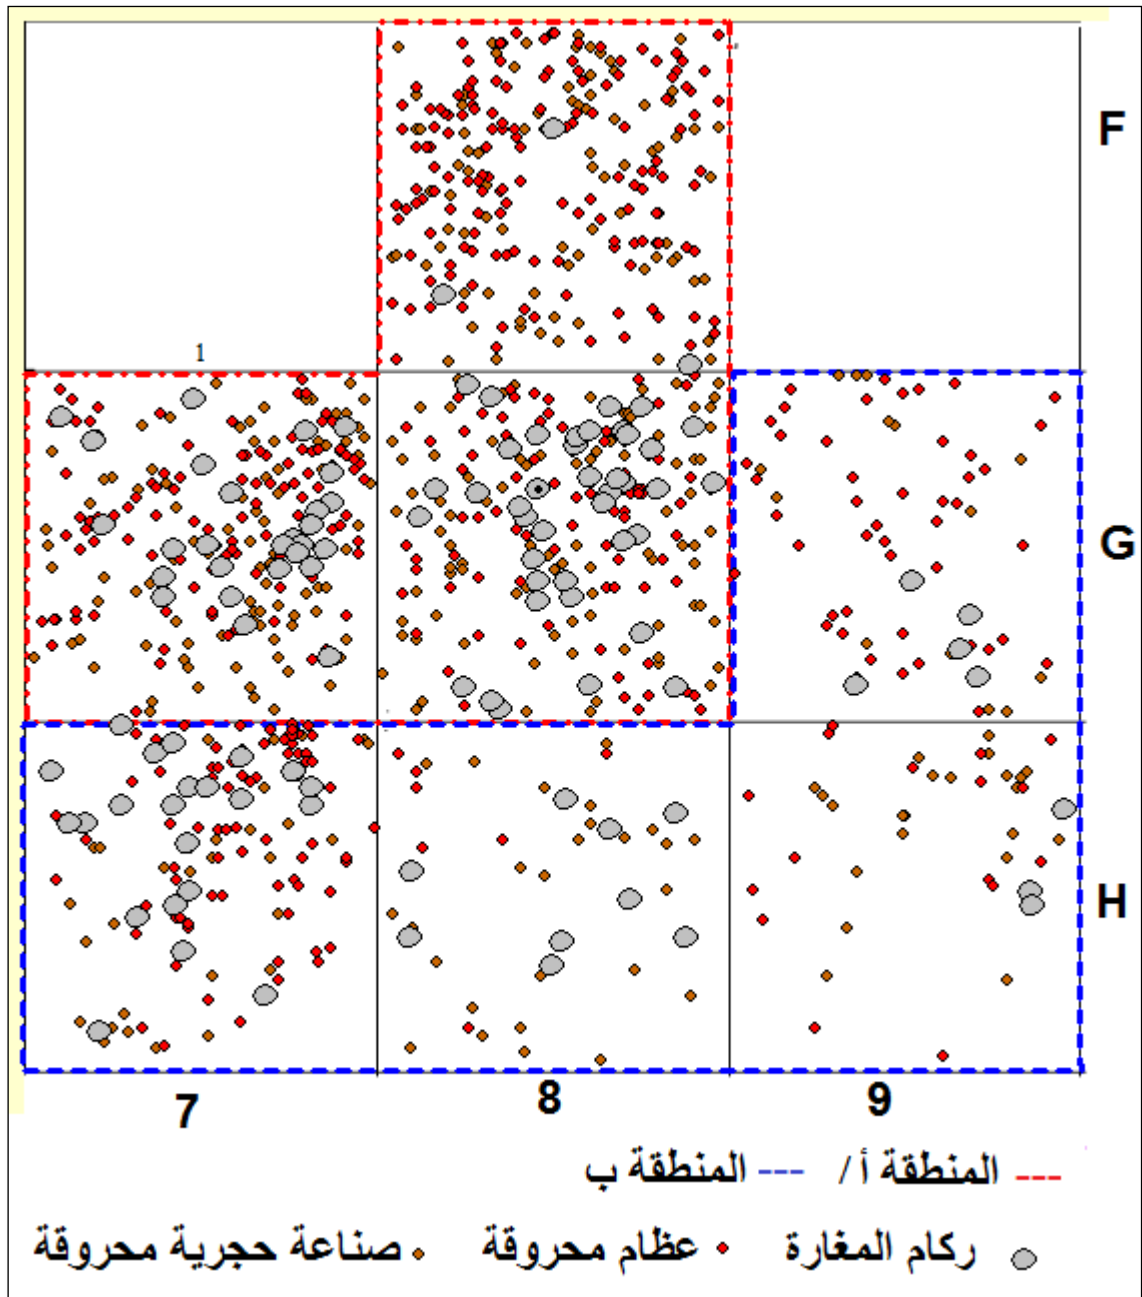 F
1
G
H
7 8 9
--- المنطقة أ / --- المنطقة ب
ركام المغارة عظام محروقة صناعة حجرية محروقة